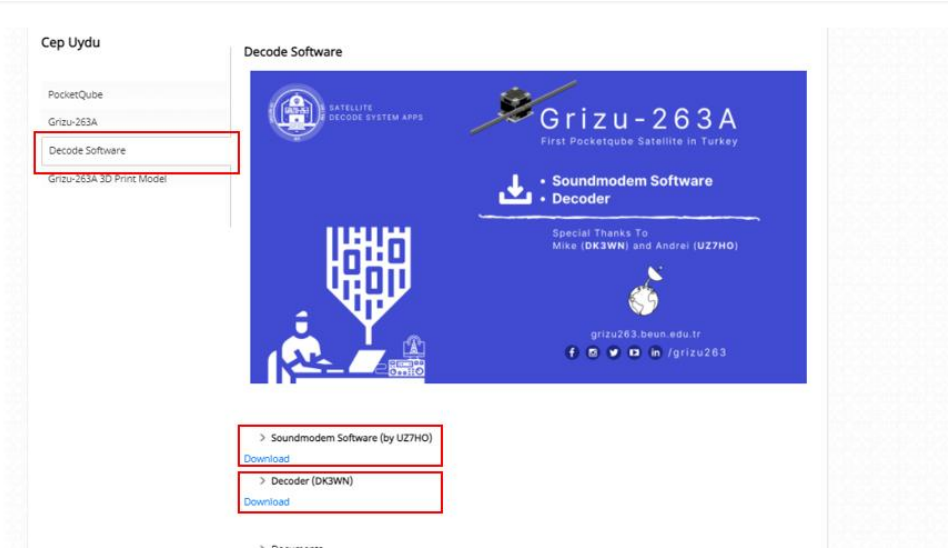 Cep Uydu
PocketQube
Grizu-263A
Decode Software
Grizu-263A 3D Print Model
Decode Software
SATELLITE
DECODE SYSTEM APPS
Grizu-263A
First Pocketqube Satellite in Turkey
• Soundmodem Software
• Decoder
Special Thanks To
Mike (DK3WN) and Andrei (UZ7HO)
grizu263.beun.edu.tr
/grizu263
> Soundmodem Software (by UZ7HO)
Download
> Decoder (DK3WN)
Download